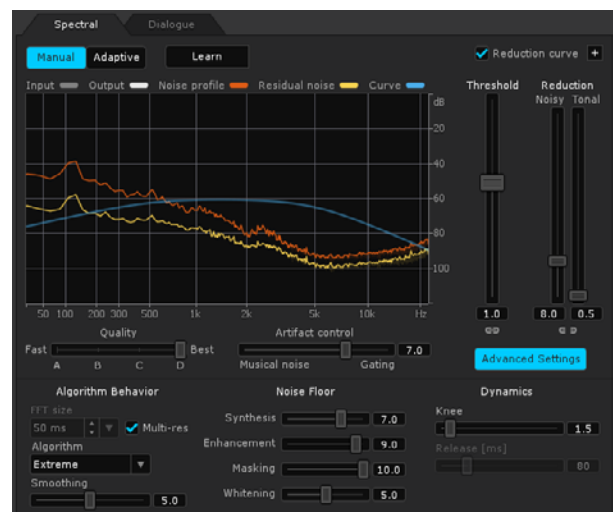 Spectral Dialogue
Manual Adaptive Learn Reduction curve +
Input Output Noise profile Residual noise Curve Threshold Reduction
Noisy Tonal
dB
-20
-40
60
80
100
50 100 200 300 500 1k 2k 5k 10k Hz
1.0 8.0 0.5
Quality Artifact control
Fast Best 7.0
A B C D Musical noise Gating
Advanced Settings
Algorithm Behavior Noise Floor Dynamics
FFT size
50 ms Multi-res
Algorithm
Extreme
Smoothing
5.0
Synthesis 7.0
Enhancement 9.0
Masking 10.0
Whitening 5.0
Knee
1.5
Release [ms]
80